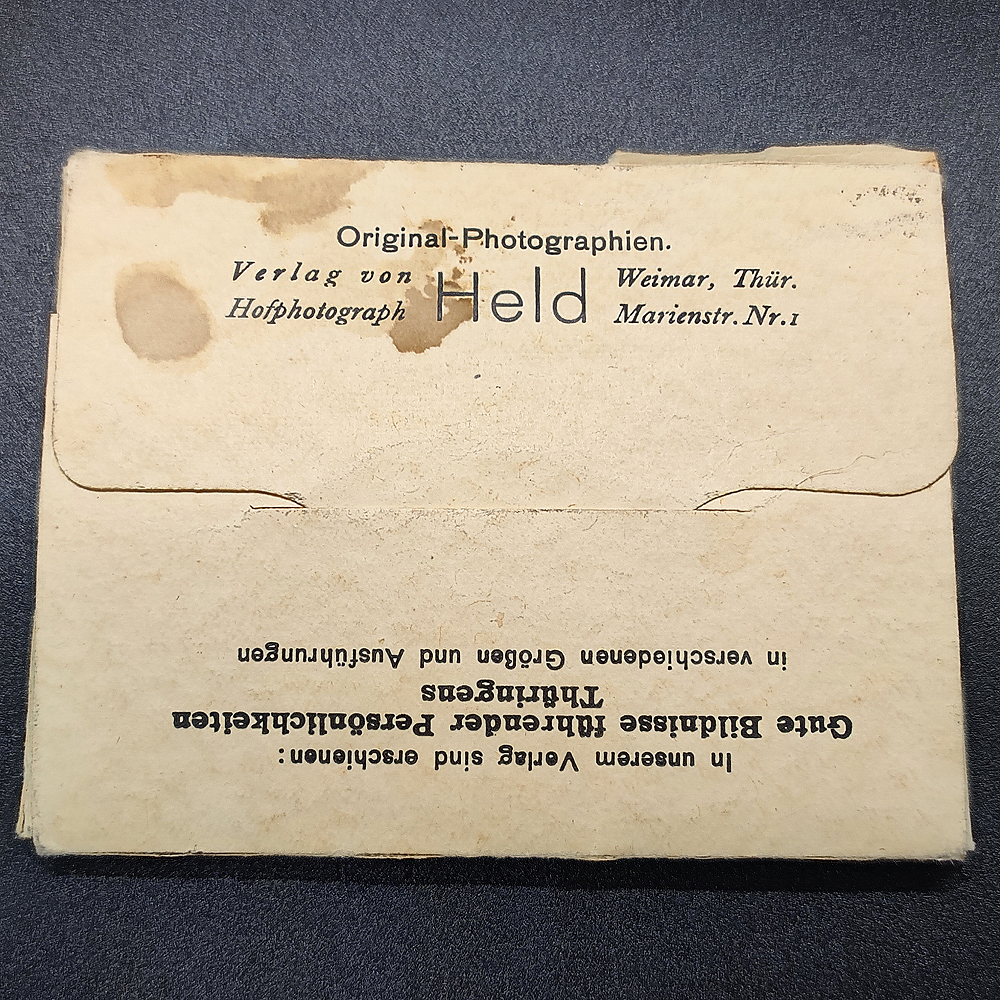 Original-Photographien.
Verlag von Held Weimar, Thür.
Hofphotograph Marienstr. Nr. 1
In unserem Verlag sind erschienen:
Gute Bildnisse führender Persönlichkeiten
Thüringens
in verschiedenen Größen und Ausführungen